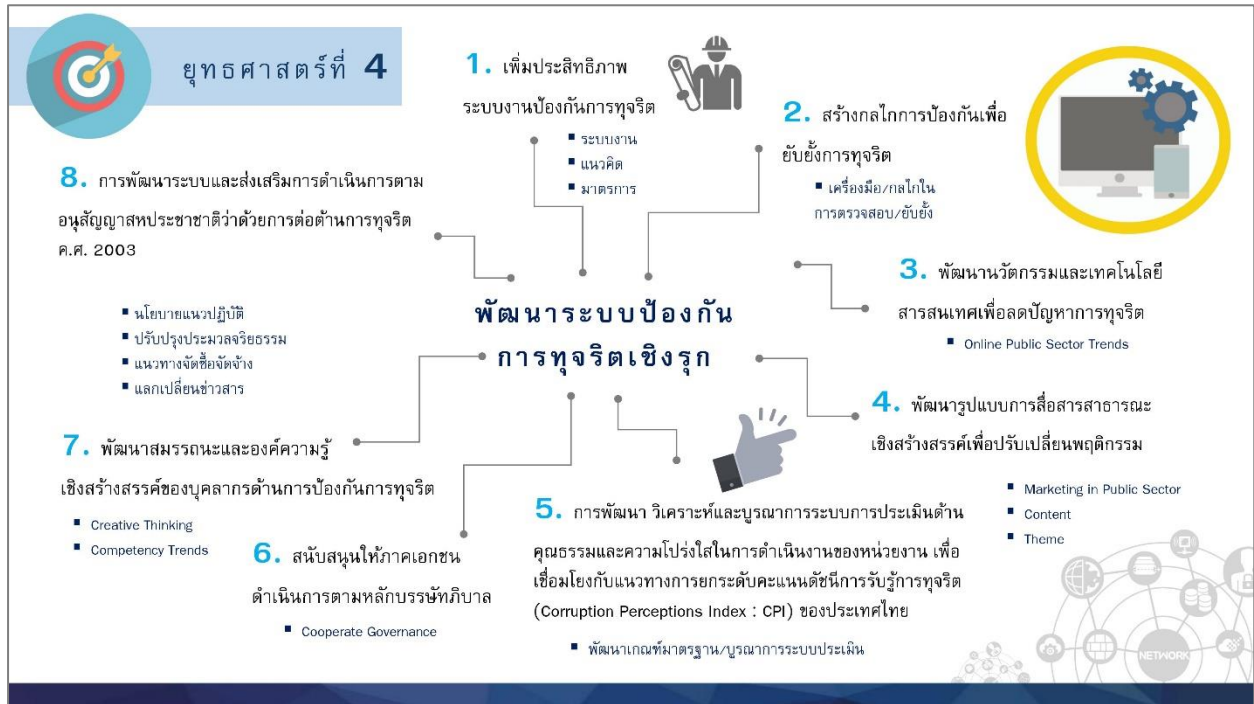 ยุทธศาสตร์ที่ 4
1. เพิ่มประสิทธิภาพ
ระบบงานป้องกันการทุจริต
▪ ระบบงาน
▪ แนวคิด
▪ มาตรการ
2. สร้างกลไกการป้องกันเพื่อ
ยับยั้งการทุจริต
▪ เครื่องมือ/กลไกใน
การตรวจสอบ/ยับยั้ง
3. พัฒนานวัตกรรมและเทคโนโลยี
สารสนเทศเพื่อลดปัญหาการทุจริต
▪ Online Public Sector Trends
4. พัฒนารูปแบบการสื่อสารสาธารณะ
เชิงสร้างสรรค์เพื่อปรับเปลี่ยนพฤติกรรม
▪ Marketing in Public Sector
▪ Content
▪ Theme
5. การพัฒนา วิเคราะห์และบูรณาการระบบการประเมินด้าน
คุณธรรมและความโปร่งใสในการดำเนินงานของหน่วยงาน เพื่อ
เชื่อมโยงกับแนวทางการยกระดับคะแนนดัชนีการรับรู้การทุจริต
(Corruption Perceptions Index : CPI) ของประเทศไทย
▪ พัฒนาเกณฑ์มาตรฐาน/บูรณาการระบบประเมิน
6. สนับสนุนให้ภาคเอกชน
ดำเนินการตามหลักบรรษัทภิบาล
▪ Cooperate Governance
7. พัฒนาสมรรถนะและองค์ความรู้
เชิงสร้างสรรค์ของบุคลากรด้านการป้องกันการทุจริต
▪ Creative Thinking
▪ Competency Trends
8. การพัฒนาระบบและส่งเสริมการดำเนินการตาม
อนุสัญญาสหประชาชาติว่าด้วยการต่อต้านการทุจริต
ค.ศ. 2003
▪ นโยบายแนวปฏิบัติ
▪ ปรับปรุงประมวลจริยธรรม
▪ แนวทางจัดซื้อจัดจ้าง
▪ แลกเปลี่ยนข่าวสาร
พัฒนาระบบป้องกัน
การทุจริตเชิงรุก
NETWORK